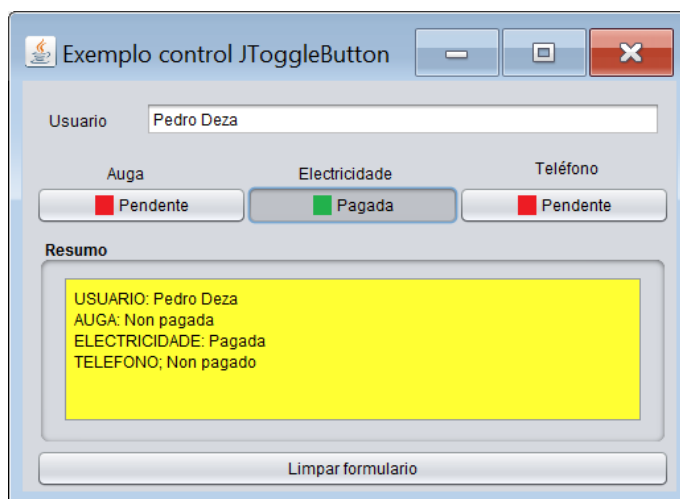 Exemplo control JToggleButton
Usuario Pedro Deza
Auga Electricidade Teléfono
Pendente Pagada Pendente
Resumo
USUARIO: Pedro Deza
AUGA: Non pagada
ELECTRICIDADE: Pagada
TELEFONO; Non pagado
Limpar formulario